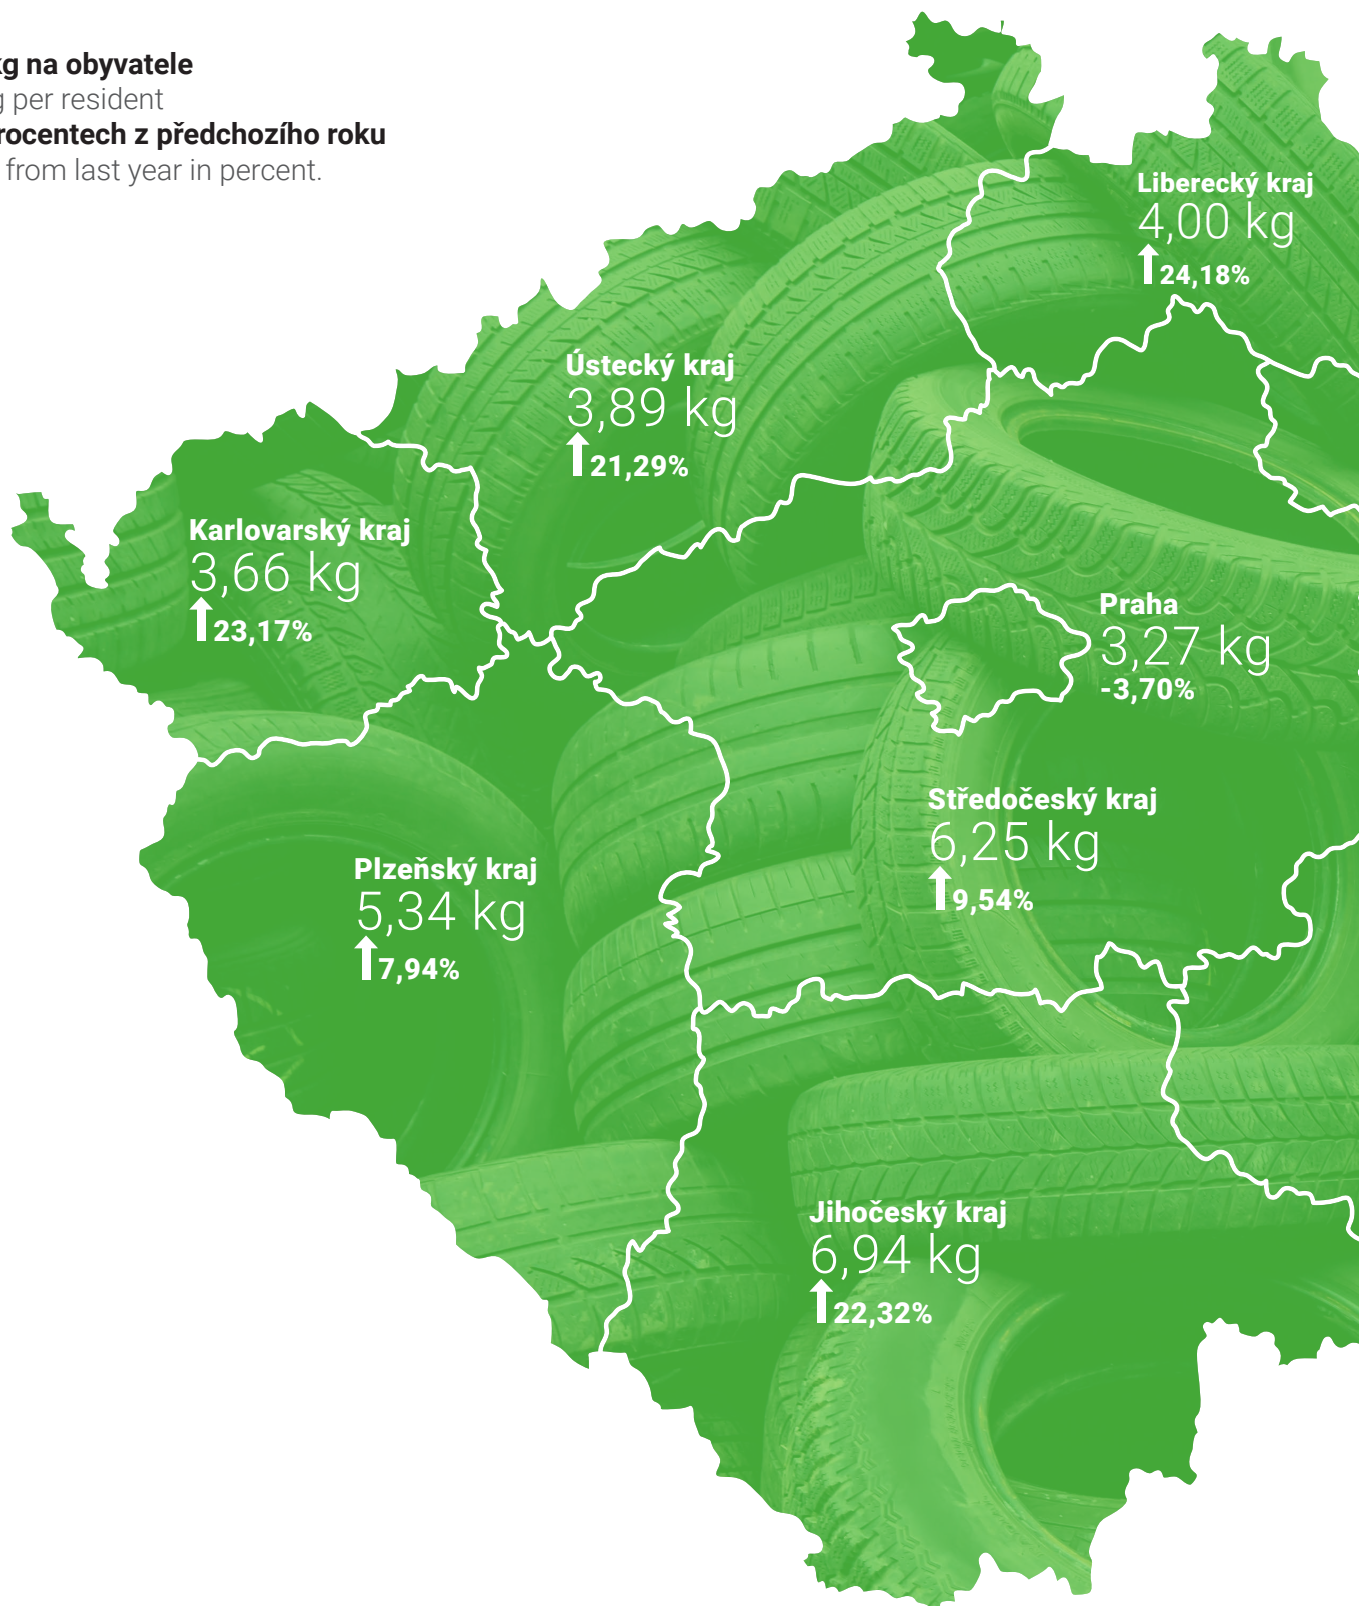 kg na obyvatele
g per resident
rocentech z předchozího roku
from last year in percent.
Liberecký kraj
4,00 kg
24,18%
Ústecký kraj
3,89 kg
21,29%
Karlovarský kraj
3,66 kg
23,17%
Praha
3,27 kg
-3,70%
Středočeský kraj
6,25 kg
9,54%
Plzeňský kraj
5,34 kg
7,94%
Jihočeský kraj
6,94 kg
22,32%